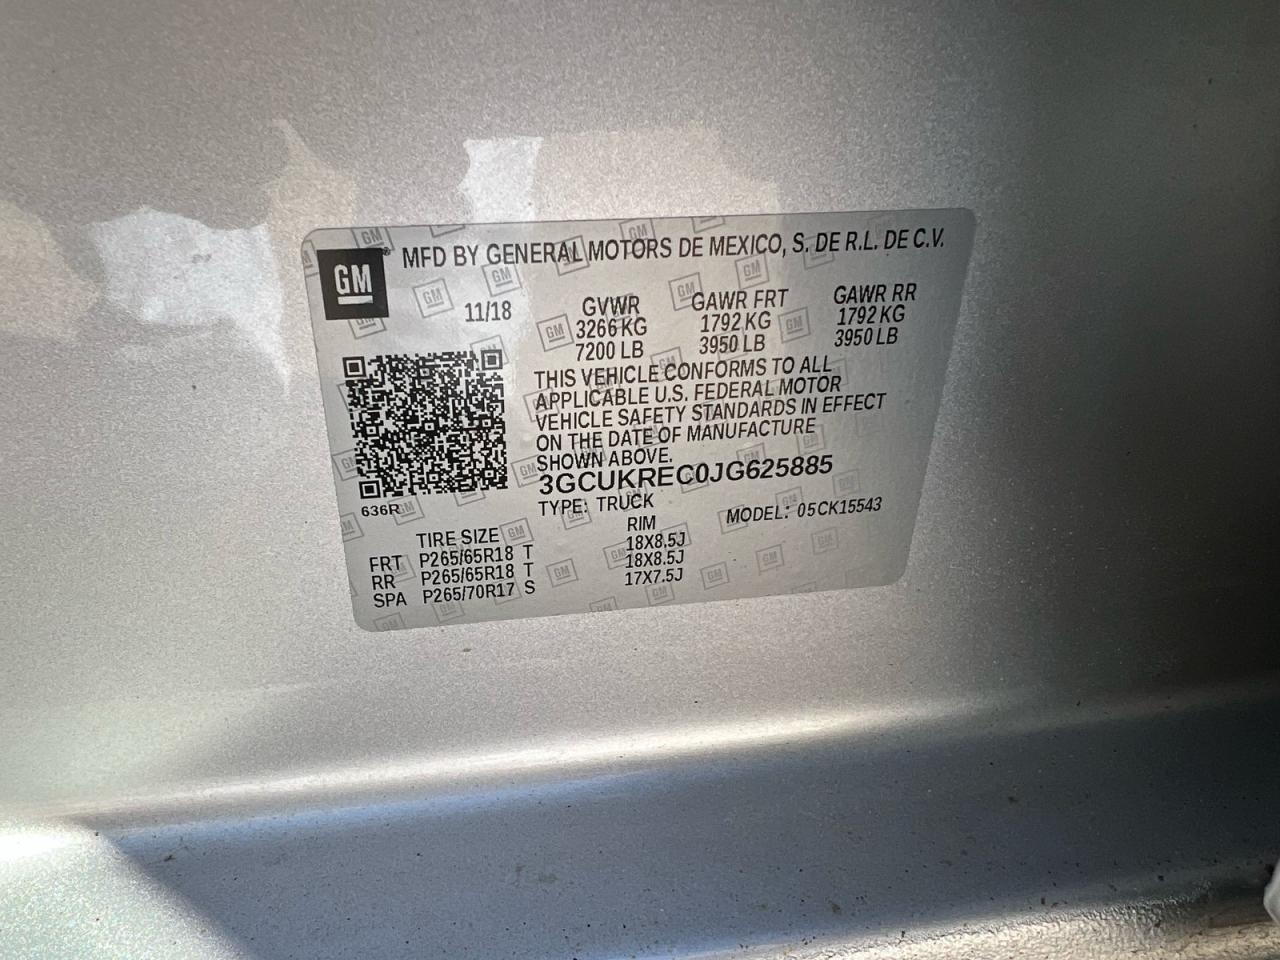 GM MFD BY GENERAL MOTORS DE MEXICO, S. DE R.L. DE C.V.
11/18 GVWR GAWR FRT GAWR RR
3266 KG 1792 KG 1792 KG
7200 LB 3950 LB 3950 LB
THIS VEHICLE CONFORMS TO ALL
APPLICABLE U.S. FEDERAL MOTOR
VEHICLE SAFETY STANDARDS IN EFFECT
ON THE DATE OF MANUFACTURE
SHOWN ABOVE.
3GCUKREC0JG625885
636R TYPE: TRUCK MODEL: 05CK15543
TIRE SIZE RIM
FRT P265/65R18 T 18X8.5J
RR P265/65R18 T 18X8.5J
SPA P265/70R17 S 17X7.5J